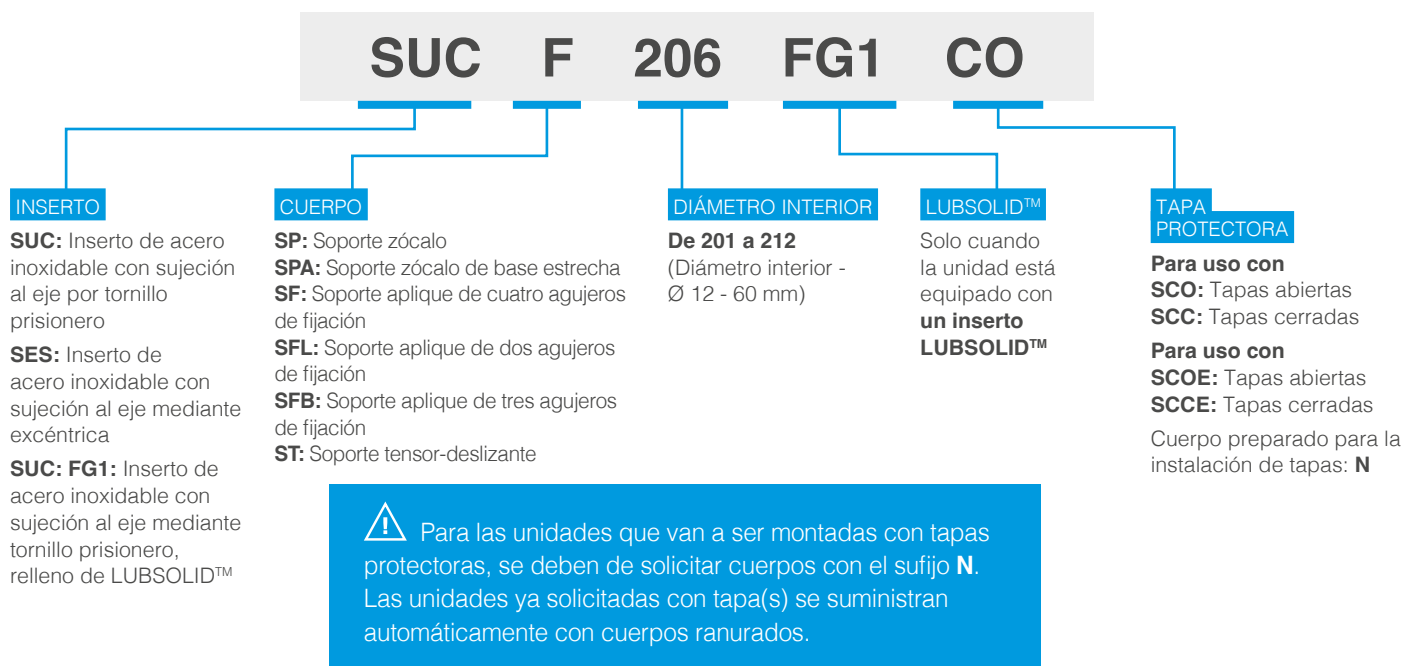 SUC F 206 FG1 CO
INSERTO
SUC: Inserto de acero
inoxidable con sujeción
al eje por tornillo
prisionero
SES: Inserto de
acero inoxidable con
sujeción al eje mediante
excéntrica
SUC: FG1: Inserto de
acero inoxidable con
sujeción al eje mediante
tornillo prisionero,
relleno de LUBSOLID™
CUERPO
SP: Soporte zócalo
SPA: Soporte zócalo de base estrecha
SF: Soporte aplique de cuatro agujeros
de fijación
SFL: Soporte aplique de dos agujeros
de fijación
SFB: Soporte aplique de tres agujeros
de fijación
ST: Soporte tensor-deslizante
DIÁMETRO INTERIOR
De 201 a 212
(Diámetro interior -
Ø 12 - 60 mm)
LUBSOLID™
Solo cuando
la unidad está
equipado con
un inserto
LUBSOLID™
TAPA
PROTECTORA
Para uso con
SCO: Tapas abiertas
SCC: Tapas cerradas
Para uso con
SCOE: Tapas abiertas
SCCE: Tapas cerradas
Cuerpo preparado para la
instalación de tapas: N
Para las unidades que van a ser montadas con tapas
protectoras, se deben de solicitar cuerpos con el sufijo N.
Las unidades ya solicitadas con tapa(s) se suministran
automáticamente con cuerpos ranurados.